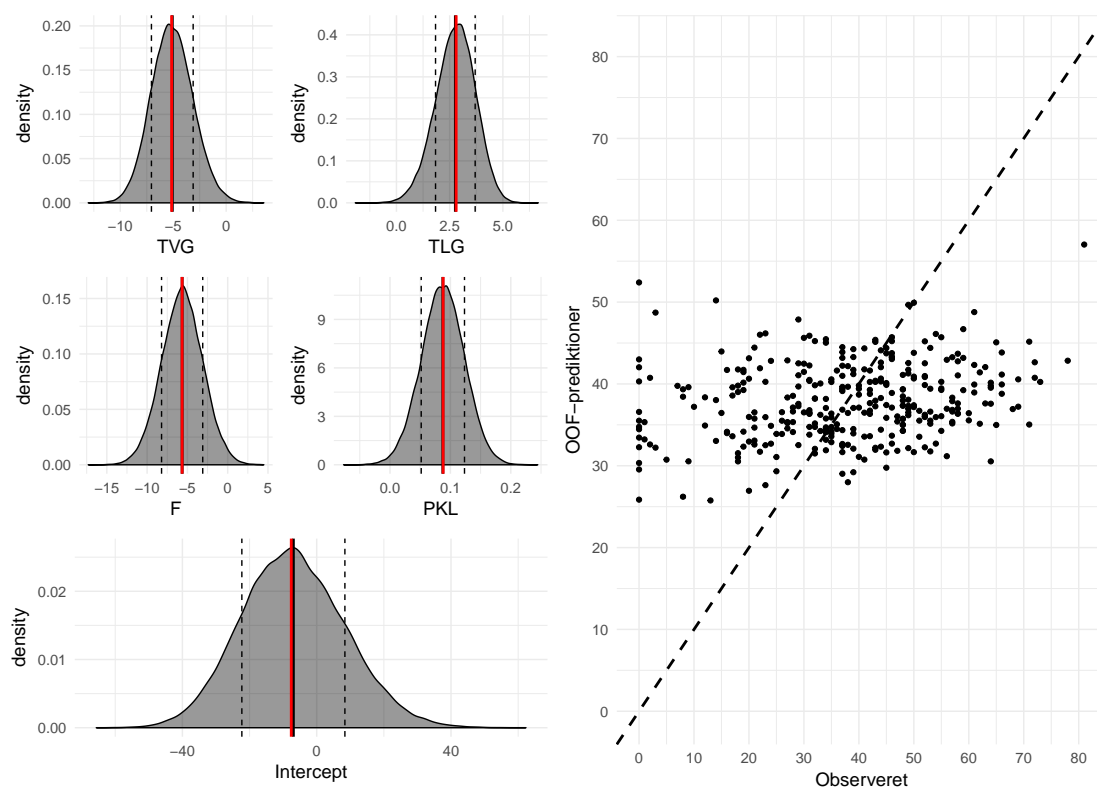 0.20
0.15
0.10
0.05
0.00
density
−10 −5 0
TVG
0.4
0.3
0.2
0.1
0.0
density
0.0 2.5 5.0
TLG
0.15
0.10
0.05
0.00
density
−15 −10 −5 0 5
F
9
6
3
0
density
0.0 0.1 0.2
PKL
0.02
0.01
0.00
density
−40 0 40
Intercept
80
70
60
50
40
30
20
10
0
OOF−prediktioner
0 10 20 30 40 50 60 70 80
Observeret